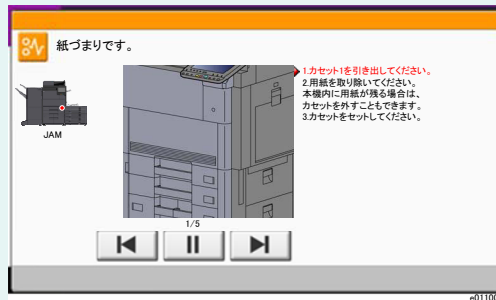 紙づまりです。
1.カセット1を引き出してください。
2.用紙を取り除いてください。
本機内に用紙が残る場合は、
カセットを外すこともできます。
3.カセットをセットしてください。
JAM
1/5
e01100